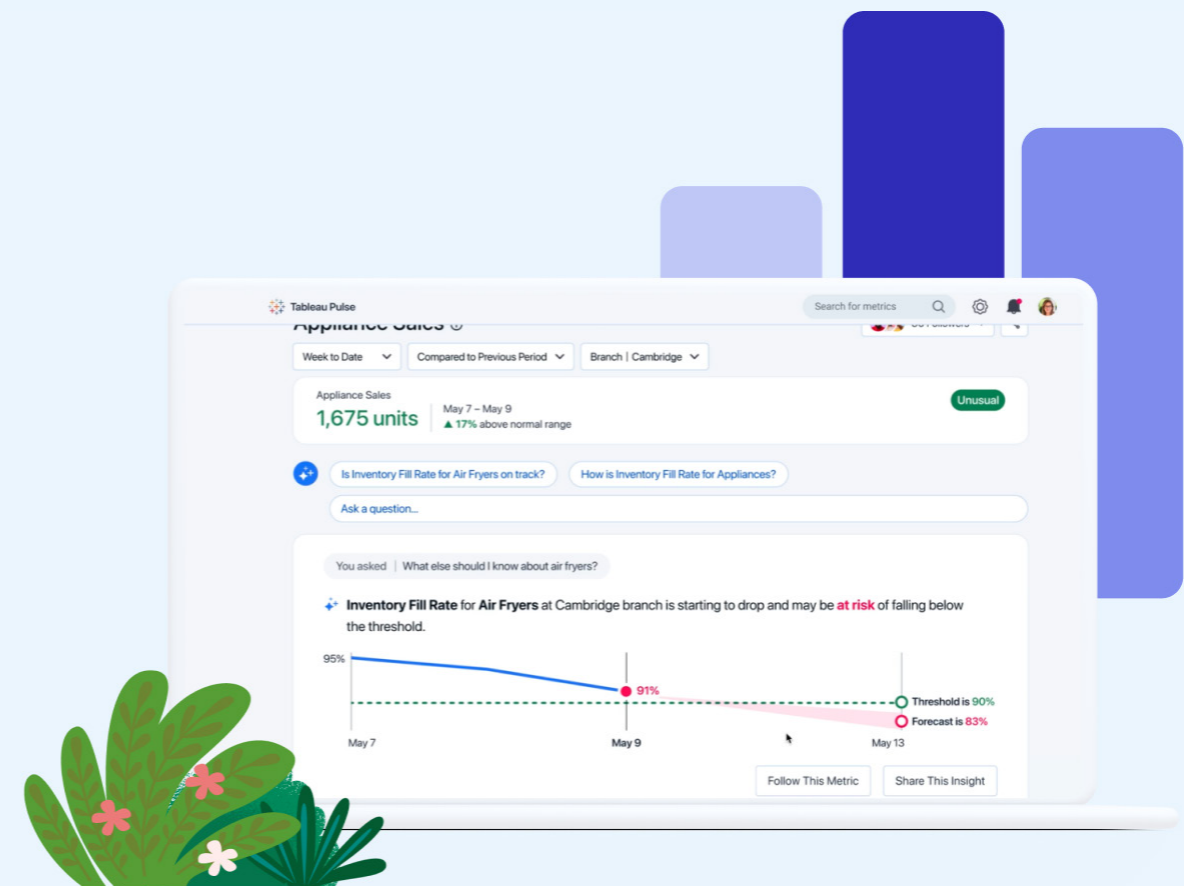 Tableau Pulse
Search for metrics
Appliance Sales
Followers
Week to Date
Compared to Previous Period
Branch | Cambridge
Appliance Sales
1,675 units
May 7 – May 9
▲ 17% above normal range
Unusual
Is Inventory Fill Rate for Air Fryers on track?
How is Inventory Fill Rate for Appliances?
Ask a question...
You asked | What else should I know about air fryers?
Inventory Fill Rate for Air Fryers at Cambridge branch is starting to drop and may be at risk of falling below
the threshold.
95%
91%
Threshold is 90%
Forecast is 83%
May 7
May 9
May 13
Follow This Metric
Share This Insight